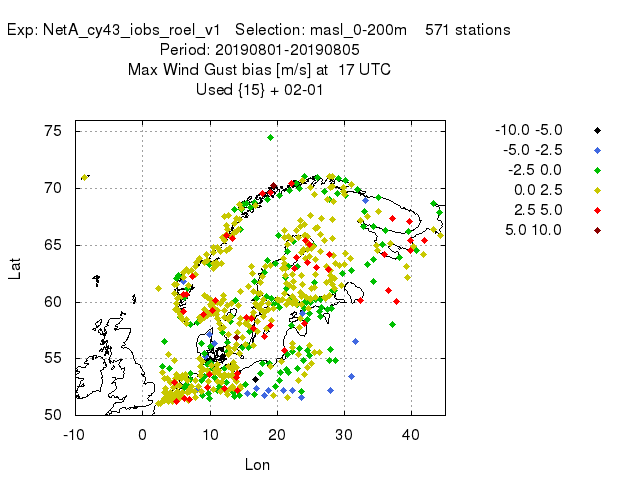 Exp: NetA_cy43_iobs_roel_v1 Selection: masl_0-200m 571 stations
Period: 20190801-20190805
Max Wind Gust bias [m/s] at 17 UTC
Used {15} + 02-01
75
70
65
60
55
50
Lat
-10 0 10 20 30 40
Lon
-10.0 -5.0
-5.0 -2.5
-2.5 0.0
0.0 2.5
2.5 5.0
5.0 10.0